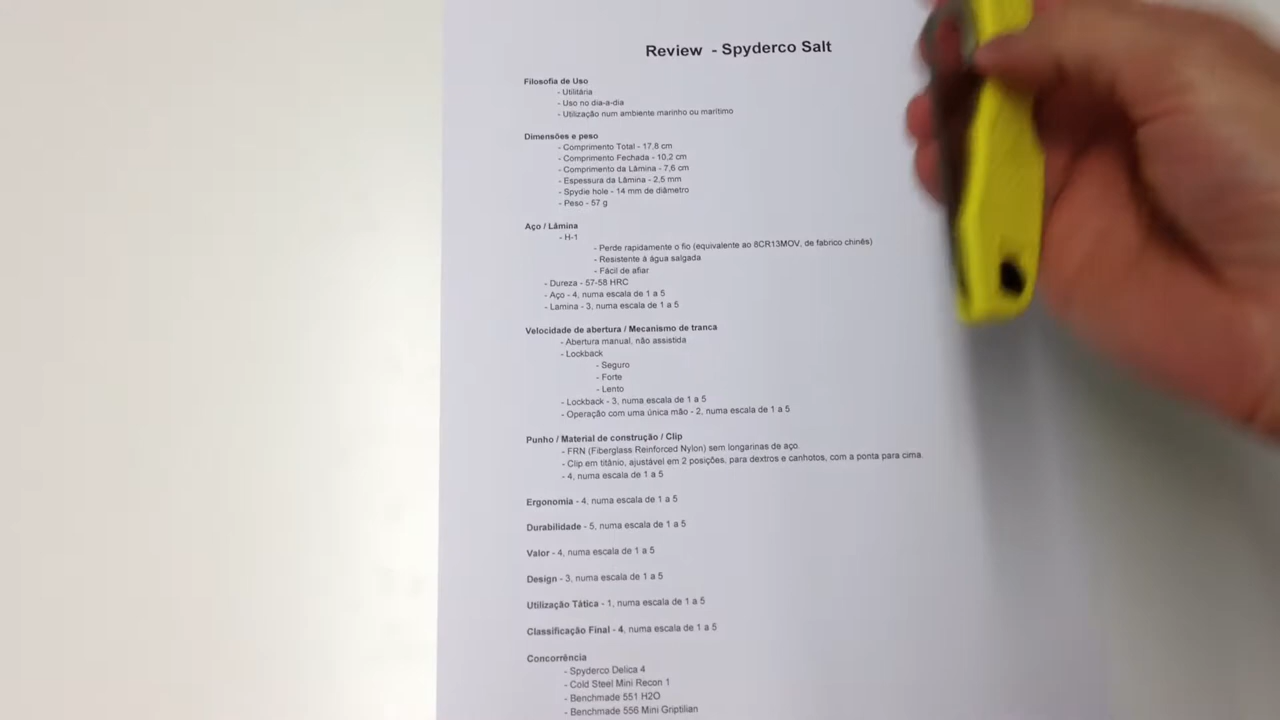 Review - Spyderco Salt
Filosofia de Uso
- Utilitária
- Uso no dia-a-dia
- Utilização num ambiente marinho ou marítimo
Dimensões e peso
- Comprimento Total - 17,8 cm
- Comprimento Fechada - 10,2 cm
- Comprimento da Lâmina - 7,6 cm
- Espessura da Lâmina - 2,5 mm
- Spydie hole - 14 mm de diâmetro
- Peso - 57 g
Aço / Lâmina
- H-1
- Perde rapidamente o fio (equivalente ao 8CR13MOV, de fabrico chinês)
- Resistente à água salgada
- Fácil de afiar
- Dureza - 57-58 HRC
- Aço - 4, numa escala de 1 a 5
- Lamina - 3, numa escala de 1 a 5
Velocidade de abertura / Mecanismo de tranca
- Abertura manual, não assistida
- Lockback
- Seguro
- Forte
- Lento
- Lockback - 3, numa escala de 1 a 5
- Operação com uma única mão - 2, numa escala de 1 a 5
Punho / Material de construção / Clip
- FRN (Fiberglass Reinforced Nylon) sem longarinas de aço.
- Clip em titânio, ajustável em 2 posições, para dextros e canhotos, com a ponta para cima.
- 4, numa escala de 1 a 5
Ergonomia - 4, numa escala de 1 a 5
Durabilidade - 5, numa escala de 1 a 5
Valor - 4, numa escala de 1 a 5
Design - 3, numa escala de 1 a 5
Utilização Tática - 1, numa escala de 1 a 5
Classificação Final - 4, numa escala de 1 a 5
Concorrência
- Spyderco Delica 4
- Cold Steel Mini Recon 1
- Benchmade 551 H2O
- Benchmade 556 Mini Griptilian